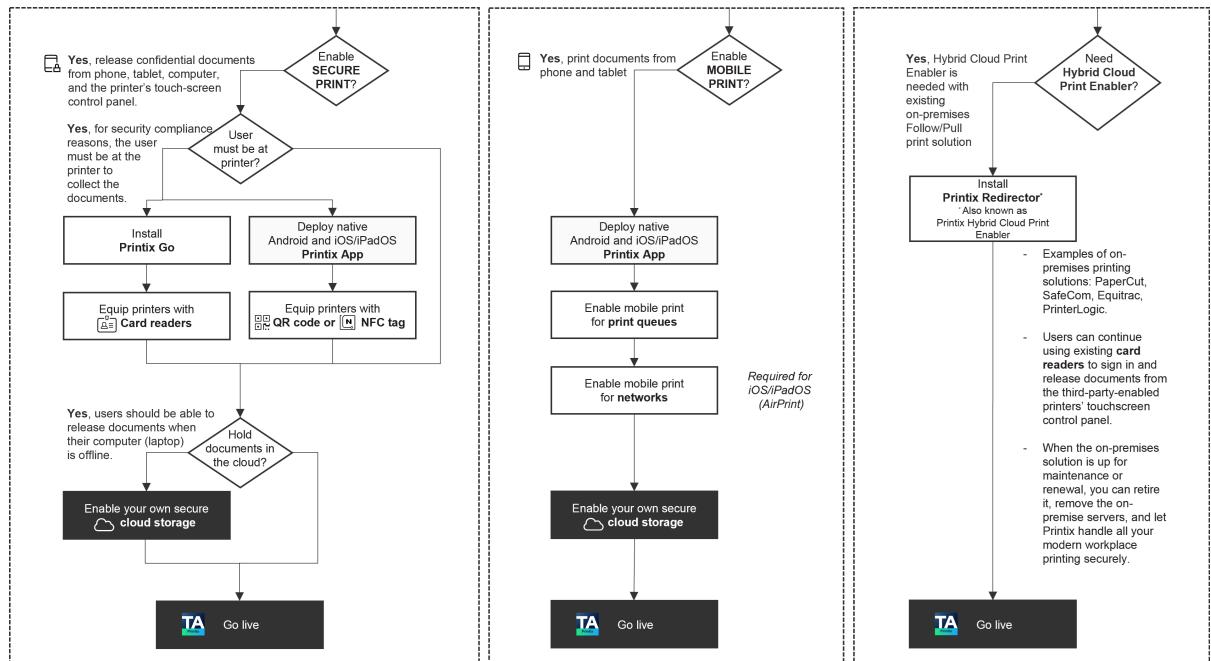 Enable
SECURE
PRINT?
Yes, release confidential documents
from phone, tablet, computer,
and the printer's touch-screen
control panel.
User
must be at
printer?
Yes, for security compliance
reasons, the user
must be at the
printer to
collect the
documents.
Install
Printix Go
Deploy native
Android and iOS/iPadOS
Printix App
Equip printers with
Card readers
Equip printers with
QR code or N NFC tag
Yes, users should be able to
release documents when
their computer (laptop)
is offline.
Hold
documents in
the cloud?
Enable your own secure
cloud storage
TA
Printix
Go live
Enable
MOBILE
PRINT?
Yes, print documents from
phone and tablet
Deploy native
Android and iOS/iPadOS
Printix App
Enable mobile print
for print queues
Enable mobile print
for networks
Required for
iOS/iPadOS
(AirPrint)
Enable your own secure
cloud storage
TA
Printix
Go live
Need
Hybrid Cloud
Print Enabler?
Yes, Hybrid Cloud Print
Enabler is
needed with
existing
on-premises
Follow/Pull
print solution
Install
Printix Redirector*
*Also known as
Printix Hybrid Cloud Print
Enabler
- Examples of on-
premises printing
solutions: PaperCut,
SafeCom, Equitrac,
PrinterLogic.
- Users can continue
using existing card
readers to sign in and
release documents from
the third-party-enabled
printers' touchscreen
control panel.
- When the on-premises
solution is up for
maintenance or
renewal, you can retire
it, remove the on-
premise servers, and let
Printix handle all your
modern workplace
printing securely.
TA
Printix
Go live